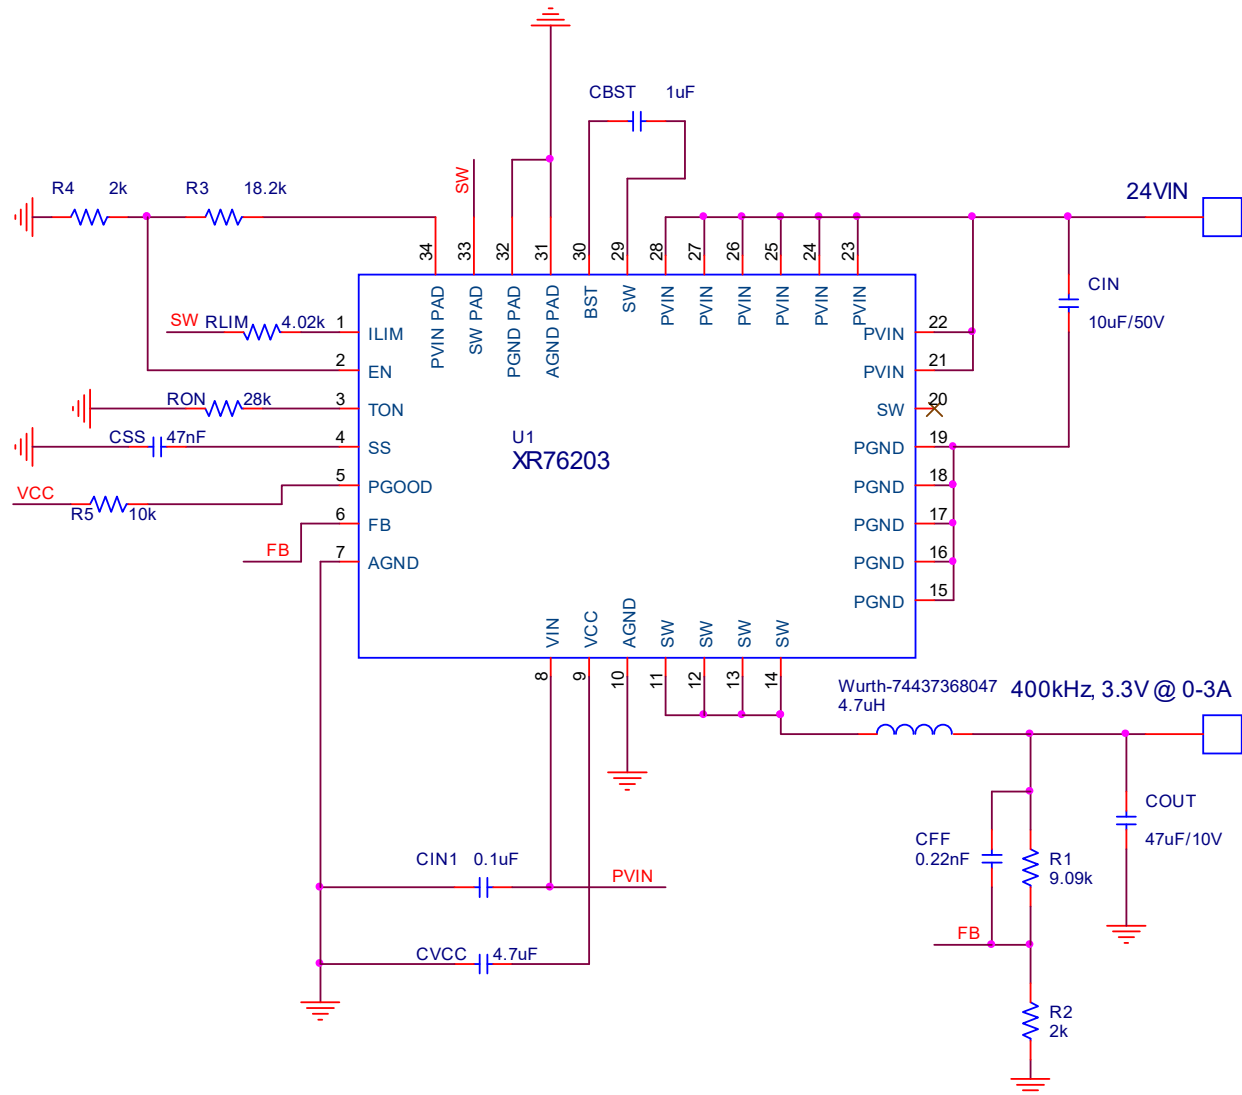 CBST 1uF
R4 2k R3 18.2k
SW
24VIN
34 33 32 31 30 29 28 27 26 25 24 23
PVIN PAD SW PAD PGND PAD AGND PAD BST SW PVIN PVIN PVIN PVIN PVIN PVIN
CIN
10uF/50V
SW RLIM 4.02k 1 ILIM
PVIN 22
2 EN
PVIN 21
RON 28k 3 TON
SW 20
CSS 47nF 4 SS
U1
XR76203
PGND 19
VCC R5 10k 5 PGOOD
PGND 18
FB 6 FB
PGND 17
7 AGND
PGND 16
PGND 15
VIN VCC AGND SW SW SW SW
8 9 10 11 12 13 14
Wurth-74437368047
4.7uH
400kHz, 3.3V @ 0-3A
COUT
47uF/10V
CFF
0.22nF
R1
9.09k
CIN1 0.1uF PVIN
FB
CVCC 4.7uF
R2
2k